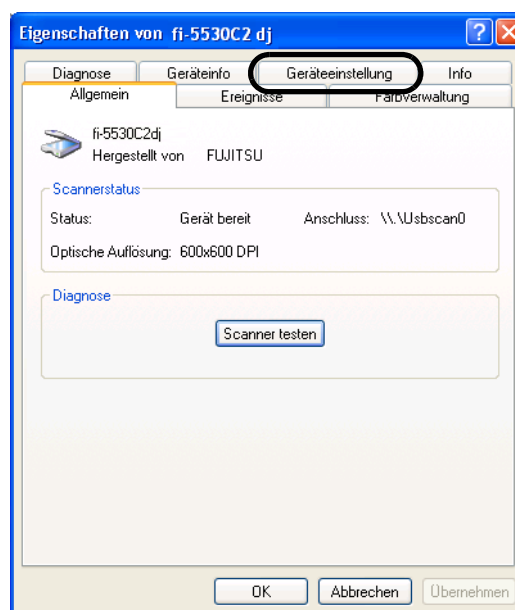 Eigenschaften von fi-5530C2 dj
Diagnose Geräteinfo Geräteeinstellung Info
Allgemein Ereignisse Farbverwaltung
fi-5530C2dj
Hergestellt von FUJITSU
Scannerstatus
Status: Gerät bereit Anschluss: \\.\Usbscan0
Optische Auflösung: 600x600 DPI
Diagnose
Scanner testen
OK Abbrechen Übernehmen